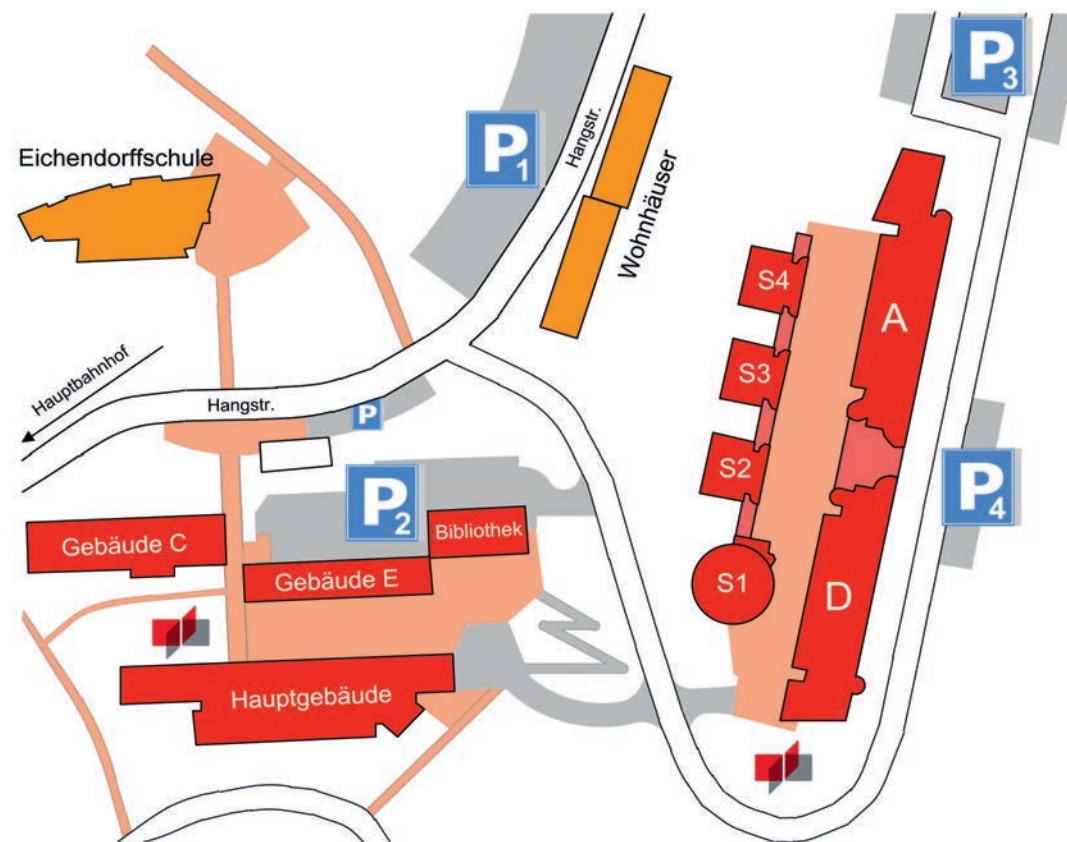 P3
Eichendorffschule
P1
Hangstr.
Wohnhäuser
S4
A
Hauptbahnhof
S3
Hangstr.
P
S2
P2
P4
Bibliothek
Gebäude C
Gebäude E
S1
D
Hauptgebäude